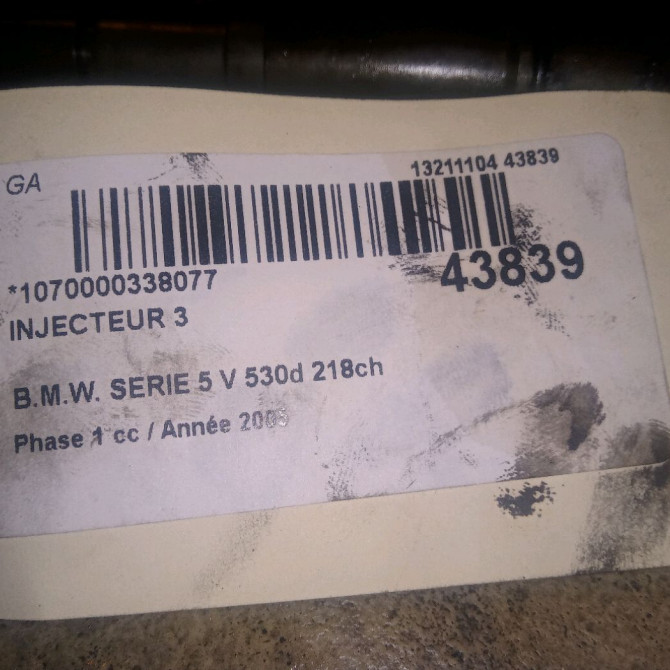 GA
13211104 43839
43839
*1070000338077
INJECTEUR 3
B.M.W. SERIE 5 V 530d 218ch
Phase 1 cc / Année